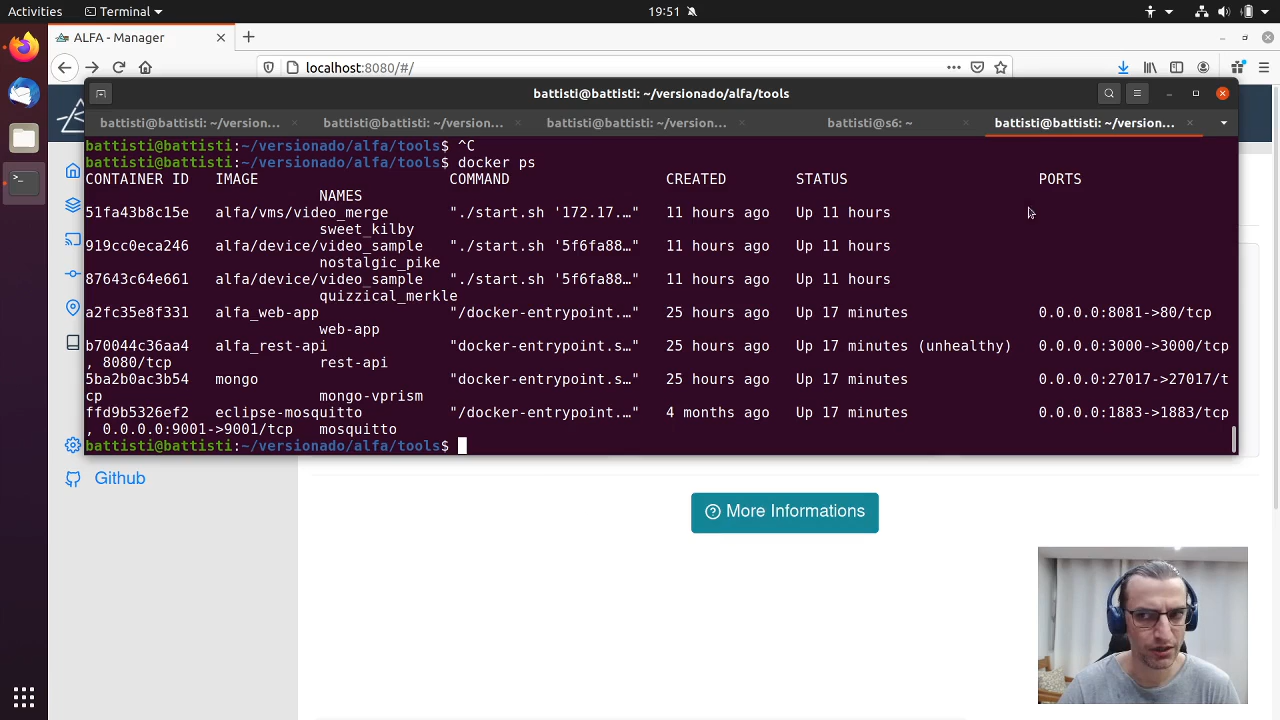 Activities
Terminal
19:51
ALFA - Manager
localhost:8080/#/
battisti@battisti: ~/versionado/alfa/tools
battisti@battisti: ~/versionado/...
battisti@battisti: ~/version...
battisti@battisti: ~/version...
battisti@s6: ~
battisti@battisti: ~/version...
battisti@battisti:~/versionado/alfa/tools$ ^C
battisti@battisti:~/versionado/alfa/tools$ docker ps
CONTAINER ID IMAGE COMMAND CREATED STATUS PORTS
NAMES
51fa43b8c15e alfa/vms/video_merge "./start.sh '172.17.…" 11 hours ago Up 11 hours
sweet_kilby
919cc0eca246 alfa/device/video_sample "./start.sh '5f6fa88…" 11 hours ago Up 11 hours
nostalgic_pike
87643c64e661 alfa/device/video_sample "./start.sh '5f6fa88…" 11 hours ago Up 11 hours
quizzical_merkle
a2fc35e8f331 alfa_web-app "/docker-entrypoint.…" 25 hours ago Up 17 minutes 0.0.0.0:8081->80/tcp
web-app
b70044c36aa4 alfa_rest-api "docker-entrypoint.s…" 25 hours ago Up 17 minutes (unhealthy) 0.0.0.0:3000->3000/tcp
, 8080/tcp rest-api
5ba2b0ac3b54 mongo "docker-entrypoint.s…" 25 hours ago Up 17 minutes 0.0.0.0:27017->27017/t
cp mongo-vprism
ffd9b5326ef2 eclipse-mosquitto "/docker-entrypoint.…" 4 months ago Up 17 minutes 0.0.0.0:1883->1883/tcp
, 0.0.0.0:9001->9001/tcp mosquitto
battisti@battisti:~/versionado/alfa/tools$
Github
More Informations